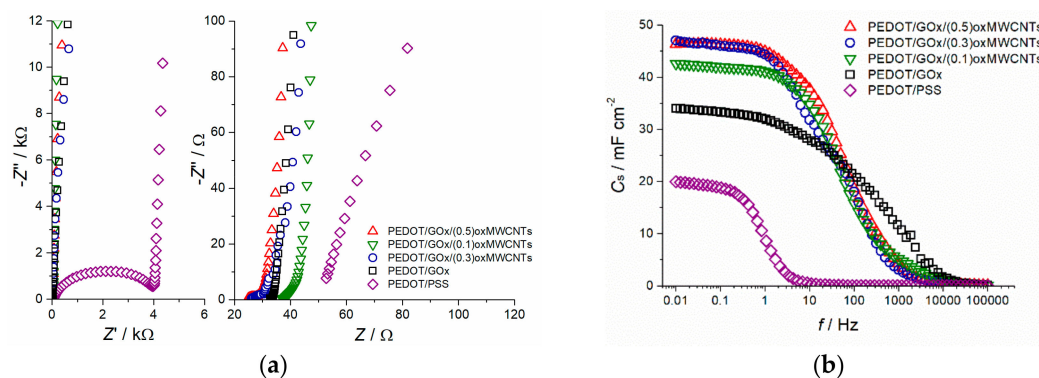 12
10
8
6
4
2
0
-Z'' / kΩ
0
2
4
6
Z' / kΩ
100
80
60
40
20
0
-Z'' / Ω
0
20
40
60
80
100
120
Z / Ω
PEDOT/GOx/(0.5)oxMWCNTs
PEDOT/GOx/(0.1)oxMWCNTs
PEDOT/GOx/(0.3)oxMWCNTs
PEDOT/GOx
PEDOT/PSS
(a)
50
40
30
20
10
0
Cs / mF cm-2
0.01
0.1
1
10
100
1000
10000
100000
f / Hz
PEDOT/GOx/(0.5)oxMWCNTs
PEDOT/GOx/(0.3)oxMWCNTs
PEDOT/GOx/(0.1)oxMWCNTs
PEDOT/GOx
PEDOT/PSS
(b)